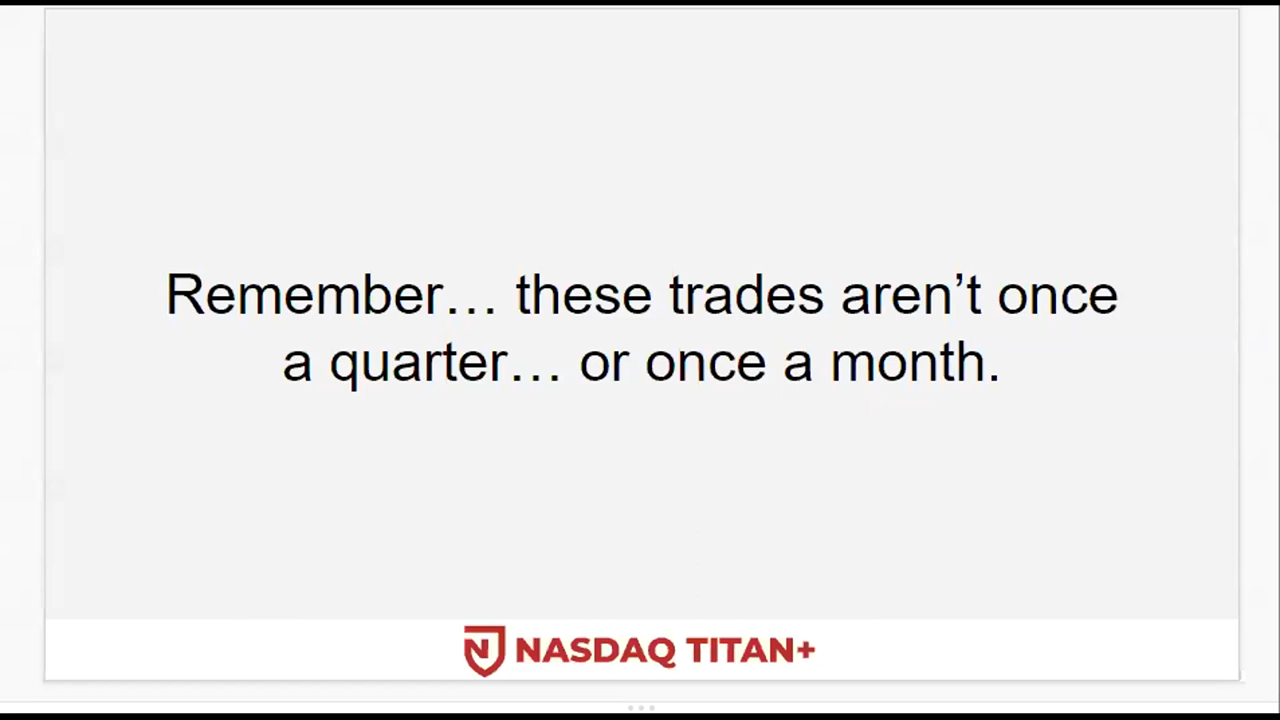 Remember… these trades aren’t once
a quarter… or once a month.
NASDAQ TITAN+